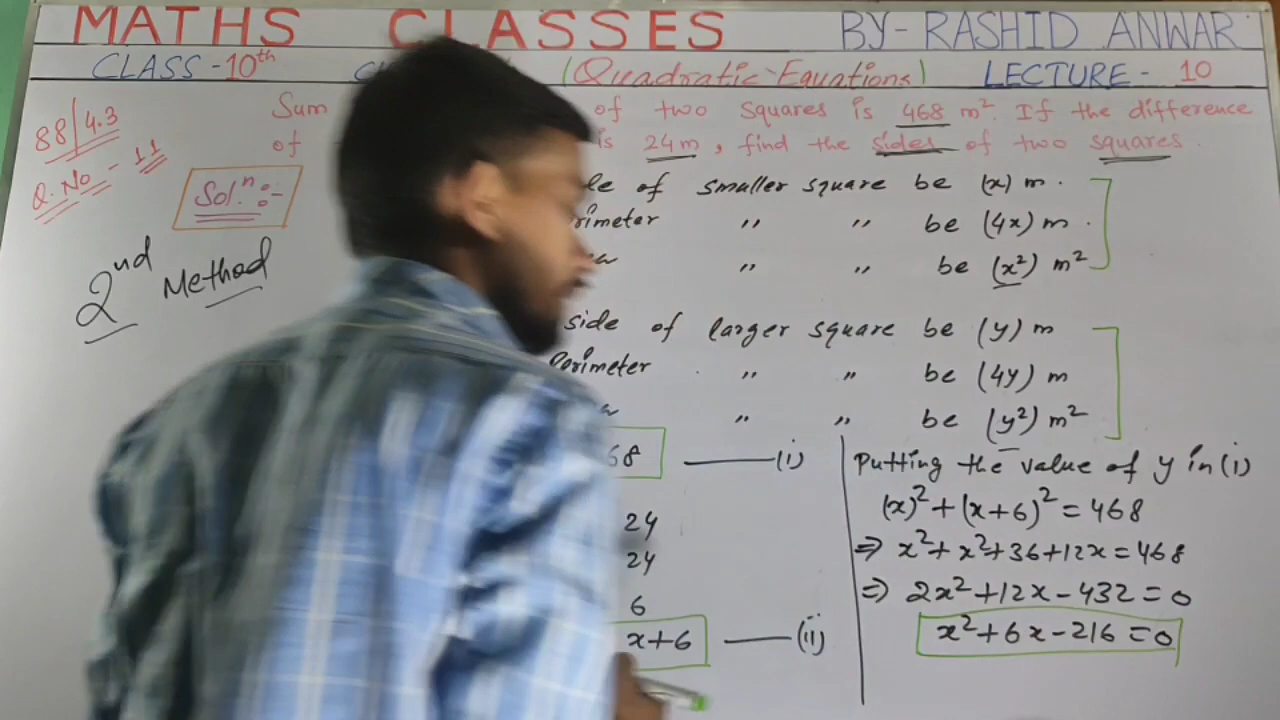 MATHS CLASSES BY- RASHID ANWAR
CLASS-10th (Quadratic Equations) LECTURE- 10
88/4.3
Q. No - 11
Sum of two squares is 468 m². If the difference
of is 24m, find the sides of two squares.
Sol.ⁿ:-
2nd Method
of smaller square be (x) m.
" " be (4x) m.
" " be (x²) m²
side of larger square be (y) m
Perimeter " " be (4y) m
" " be (y²) m²
68 ———(i)
24
24
6
x+6 ———(ii)
Putting the value of y in (i)
(x)²+(x+6)²=468
⇒ x²+x²+36+12x=468
⇒ 2x²+12x-432=0
x²+6x-216=0